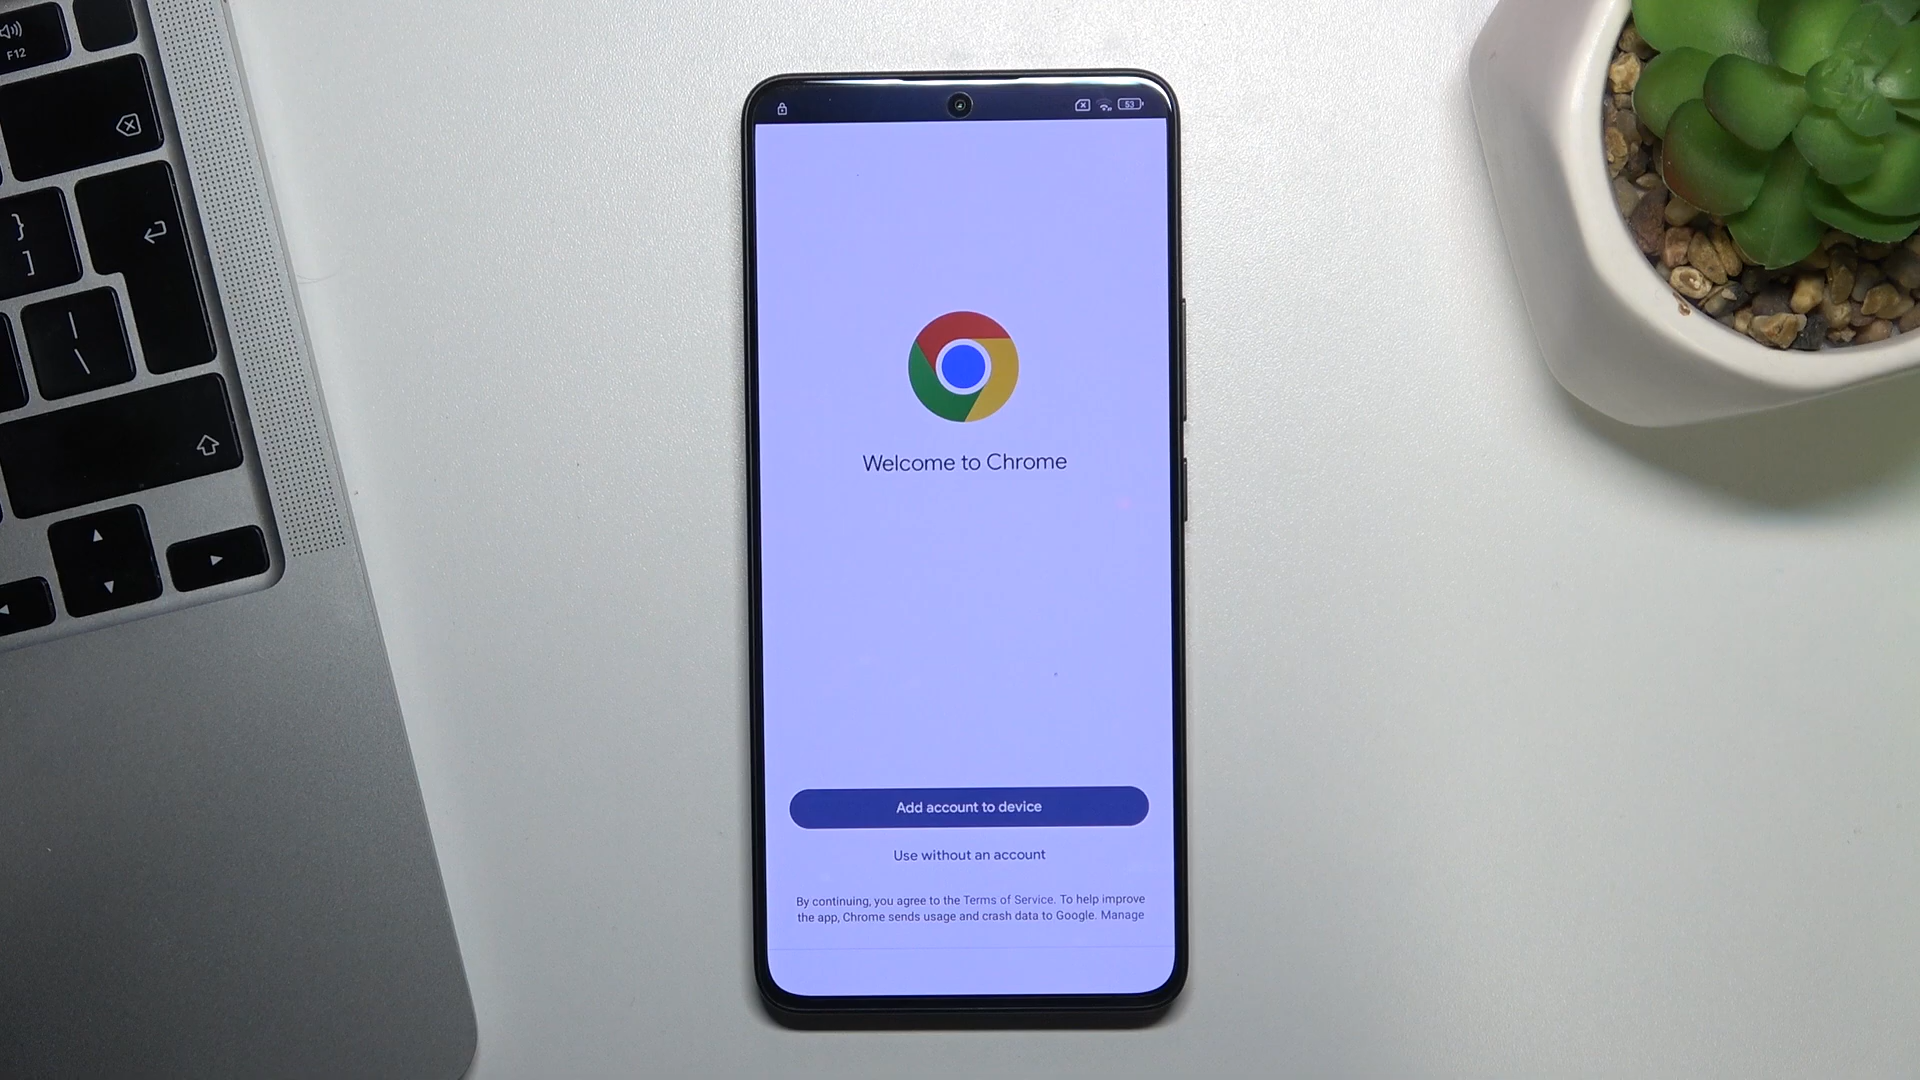 F12
}
]
|
\
53
Welcome to Chrome
Add account to device
Use without an account
By continuing, you agree to the Terms of Service. To help improve
the app, Chrome sends usage and crash data to Google. Manage